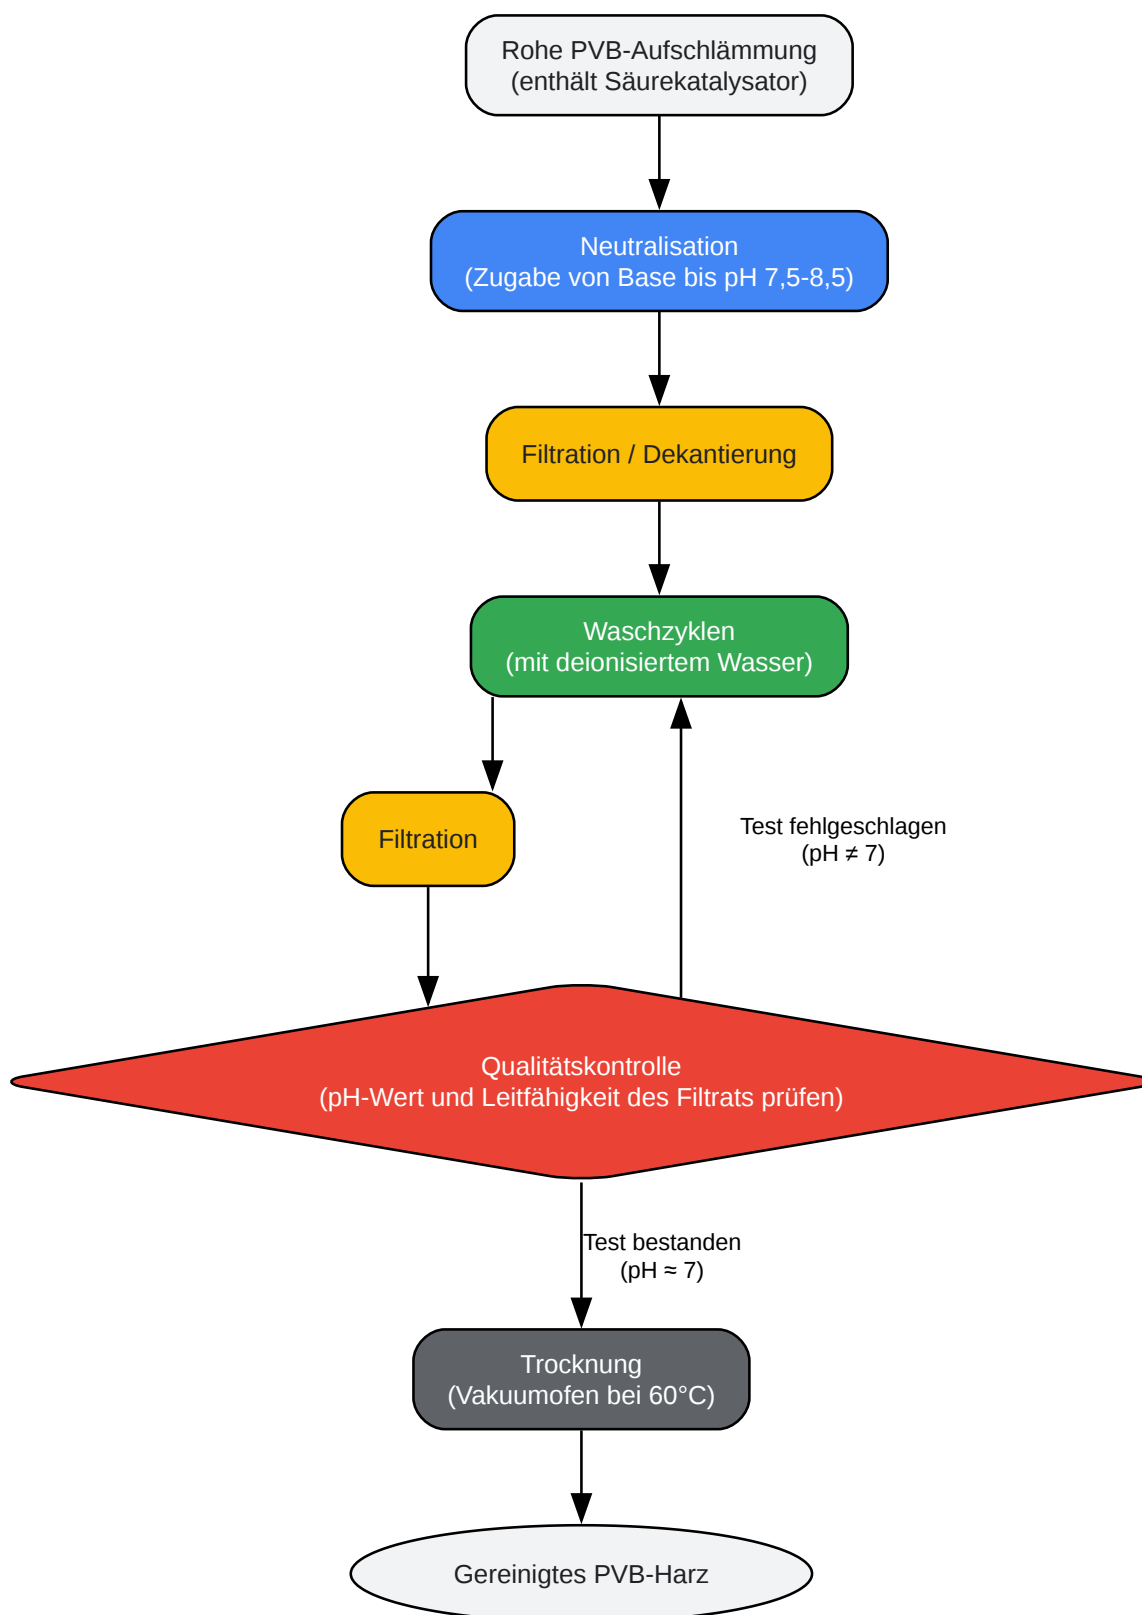 Rohe PVB-Aufschlämmung
(enthält Säurekatalysator)
Neutralisation
(Zugabe von Base bis pH 7,5-8,5)
Filtration / Dekantierung
Waschzyklen
(mit deionisiertem Wasser)
Filtration
Test fehlgeschlagen
(pH ≠ 7)
Qualitätskontrolle
(pH-Wert und Leitfähigkeit des Filtrats prüfen)
Test bestanden
(pH ≈ 7)
Trocknung
(Vakuumofen bei 60°C)
Gereinigtes PVB-Harz